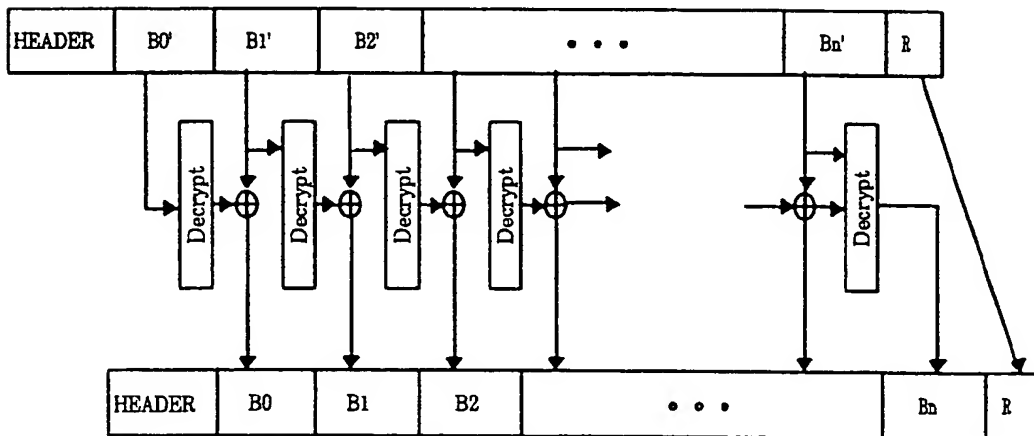 HEADER B0' B1' B2' • • • Bn' R
Decrypt Decrypt Decrypt Decrypt Decrypt
HEADER B0 B1 B2 • • • Bn R